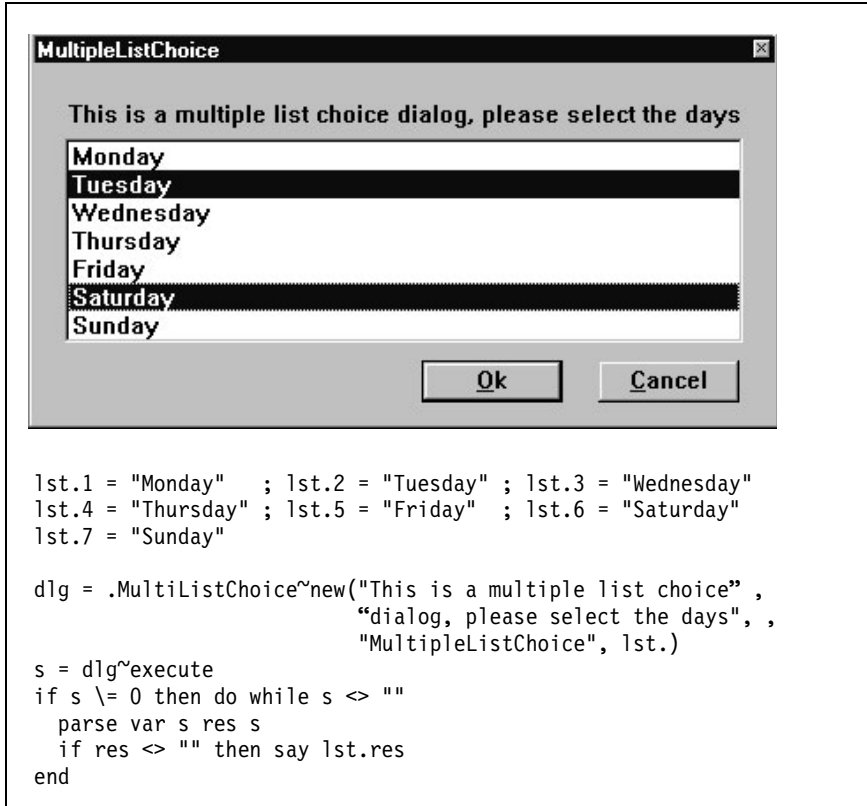 MultipleListChoice
This is a multiple list choice dialog, please select the days
Monday
Tuesday
Wednesday
Thursday
Friday
Saturday
Sunday
Ok
Cancel
lst.1 = "Monday" ; lst.2 = "Tuesday" ; lst.3 = "Wednesday"
lst.4 = "Thursday" ; lst.5 = "Friday" ; lst.6 = "Saturday"
lst.7 = "Sunday"
dlg = .MultiListChoice~new("This is a multiple list choice” ,
“dialog, please select the days", ,
"MultipleListChoice", lst.)
s = dlg~execute
if s \= 0 then do while s <> ""
parse var s res s
if res <> "" then say lst.res
end